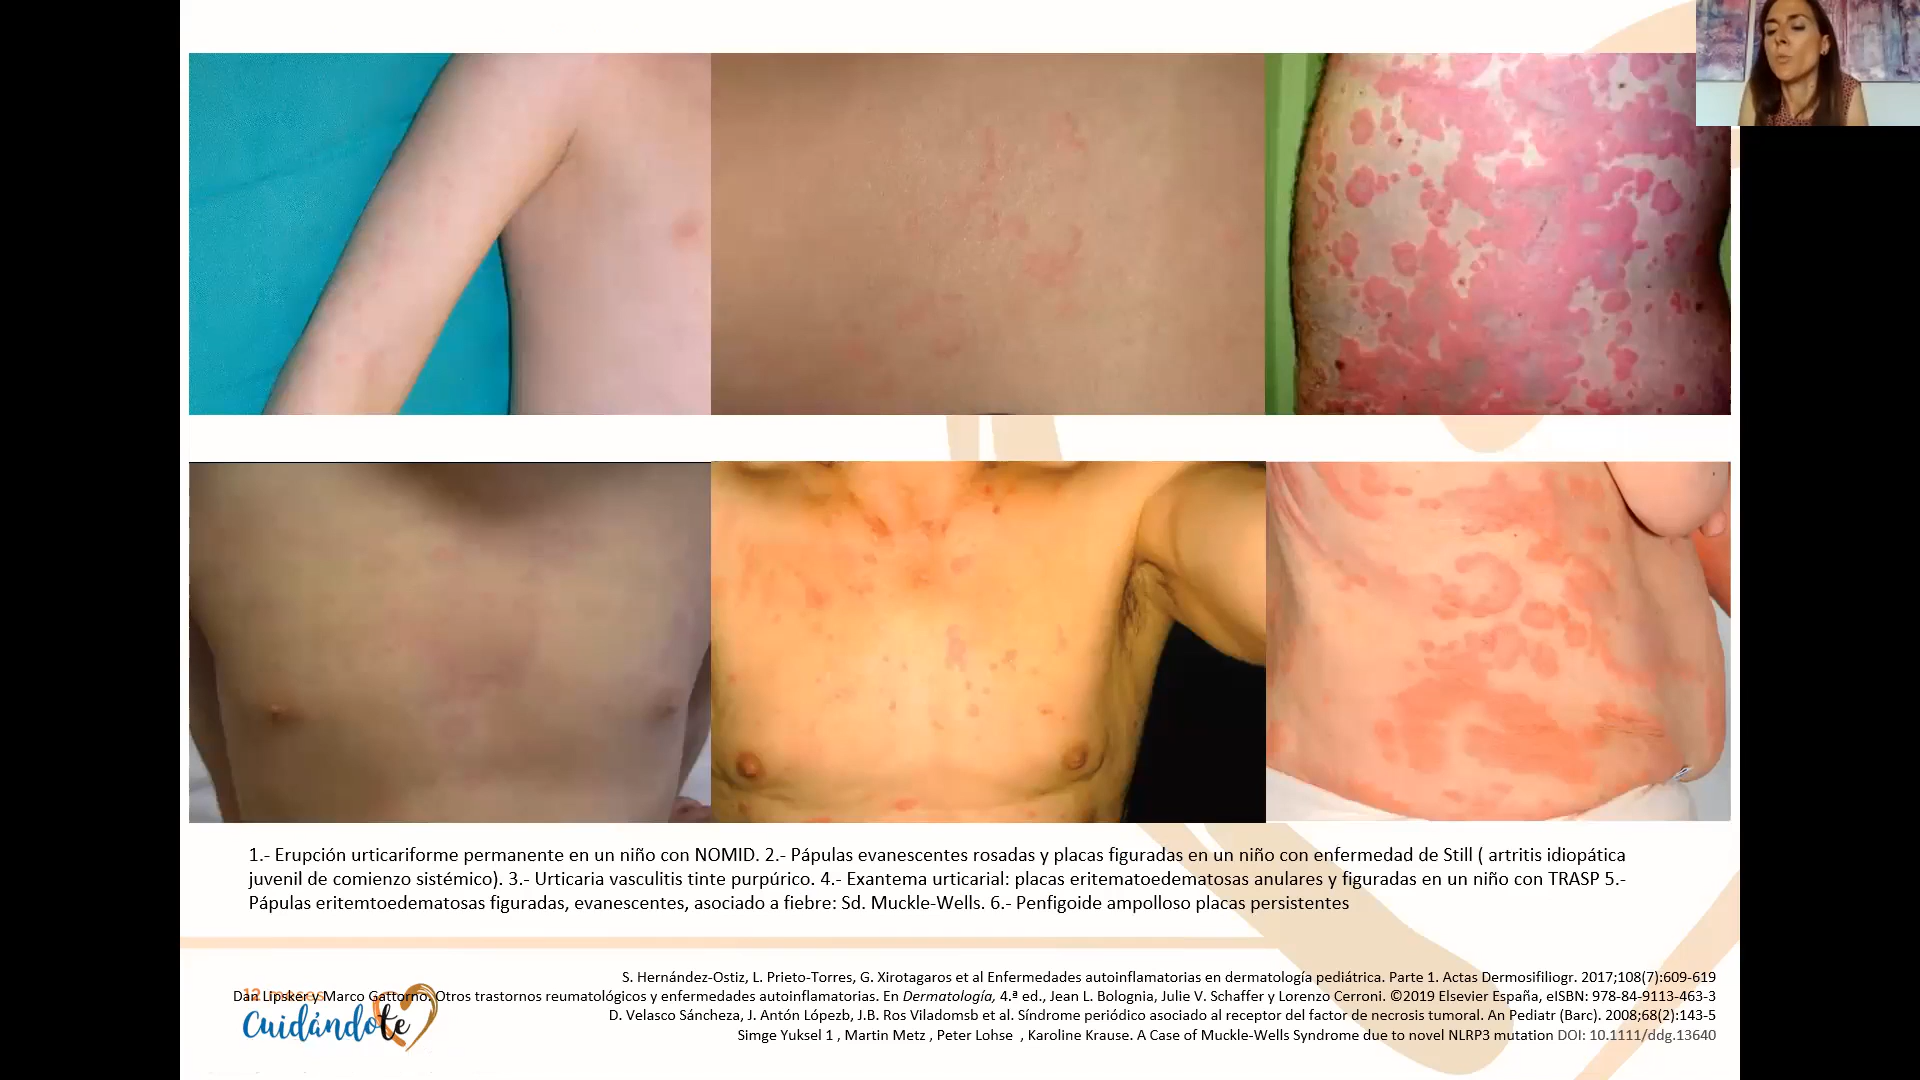 1.- Erupción urticariforme permanente en un niño con NOMID. 2.- Pápulas evanescentes rosadas y placas figuradas en un niño con enfermedad de Still ( artritis idiopática
juvenil de comienzo sistémico). 3.- Urticaria vasculitis tinte purpúrico. 4.- Exantema urticarial: placas eritematoedematosas anulares y figuradas en un niño con TRASP 5.-
Pápulas eritemtoedematosas figuradas, evanescentes, asociado a fiebre: Sd. Muckle-Wells. 6.- Penfigoide ampolloso placas persistentes
S. Hernández-Ostiz, L. Prieto-Torres, G. Xirotagaros et al Enfermedades autoinflamatorias en dermatología pediátrica. Parte 1. Actas Dermosifiliogr. 2017;108(7):609-619
12 meses
Dan Lipsker y Marco Gattorno. Otros trastornos reumatológicos y enfermedades autoinflamatorias. En Dermatología, 4.ª ed., Jean L. Bolognia, Julie V. Schaffer y Lorenzo Cerroni. ©2019 Elsevier España, eISBN: 978-84-9113-463-3
Cuidándote
D. Velasco Sáncheza, J. Antón Lópezb, J.B. Ros Viladomsb et al. Síndrome periódico asociado al receptor del factor de necrosis tumoral. An Pediatr (Barc). 2008;68(2):143-5
Simge Yuksel 1 , Martin Metz , Peter Lohse , Karoline Krause. A Case of Muckle-Wells Syndrome due to novel NLRP3 mutation DOI: 10.1111/ddg.13640